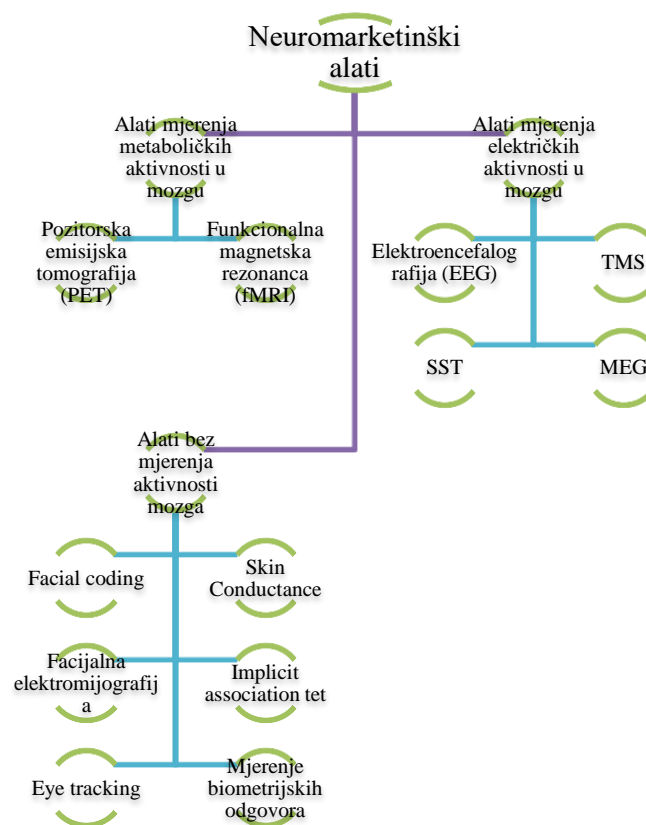 Neuromarketinški
alati
Alati mjerenja
metaboličkih
aktivnosti u
mozgu
Alati mjerenja
električkih
aktivnosti u
mozgu
Pozitorska
emisijska
tomografija
(PET)
Funkcionalna
magnetska
rezonanca
(fMRI)
Elektroencefalog
rafija (EEG)
TMS
SST
MEG
Alati bez
mjerenja
aktivnosti
mozga
Facial coding
Skin
Conductance
Facijalna
elektromijografij
a
Implicit
association tet
Eye tracking
Mjerenje
biometrijskih
odgovora